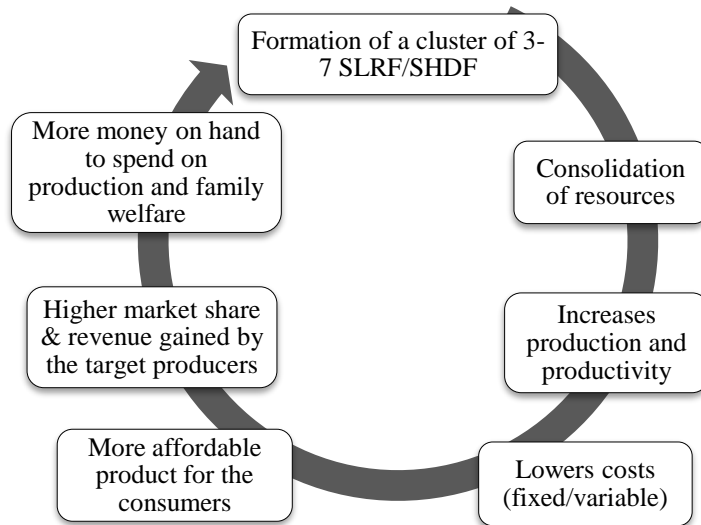 Formation of a cluster of 3-
7 SLRF/SHDF
Consolidation
of resources
Increases
production and
productivity
Lowers costs
(fixed/variable)
More affordable
product for the
consumers
Higher market share
& revenue gained by
the target producers
More money on hand
to spend on
production and family
welfare